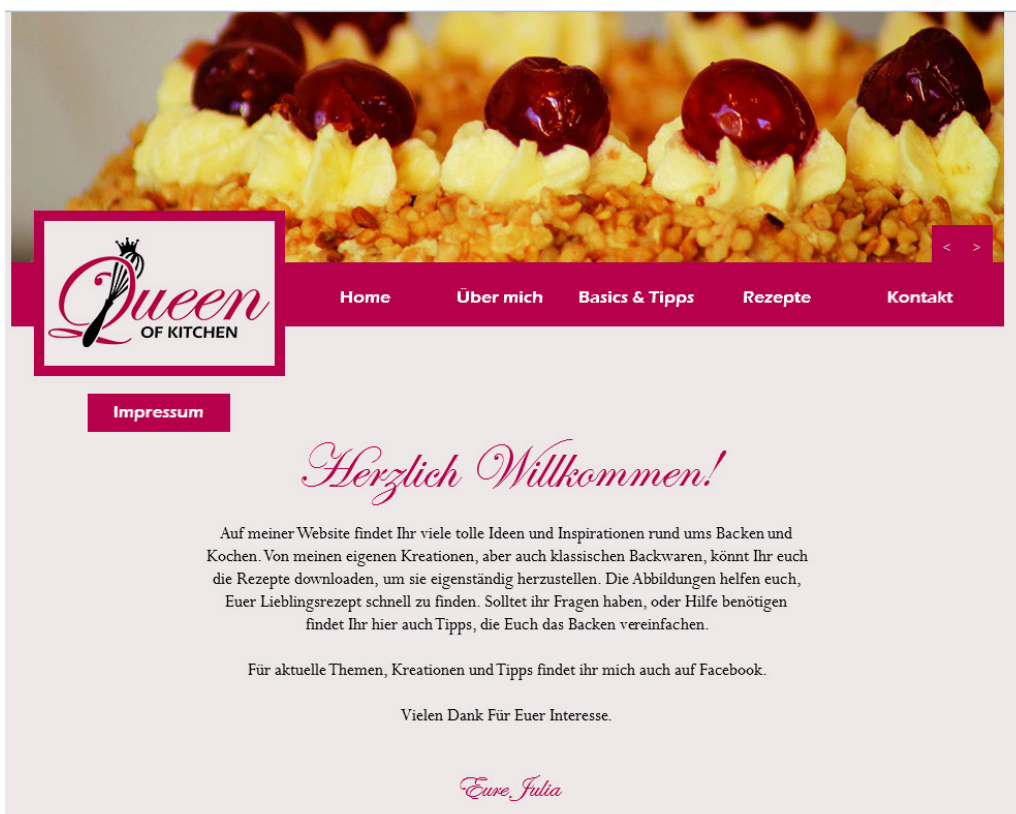 < >
Home Über mich Basics & Tipps Rezepte Kontakt
Queen
OF KITCHEN
Impressum
Herzlich Willkommen!
Auf meiner Website findet Ihr viele tolle Ideen und Inspirationen rund ums Backen und
Kochen. Von meinen eigenen Kreationen, aber auch klassischen Backwaren, könnt Ihr euch
die Rezepte downloaden, um sie eigenständig herzustellen. Die Abbildungen helfen euch,
Euer Lieblingsrezept schnell zu finden. Solltet ihr Fragen haben, oder Hilfe benötigen
findet Ihr hier auch Tipps, die Euch das Backen vereinfachen.
Für aktuelle Themen, Kreationen und Tipps findet ihr mich auch auf Facebook.
Vielen Dank Für Euer Interesse.
Eure Julia